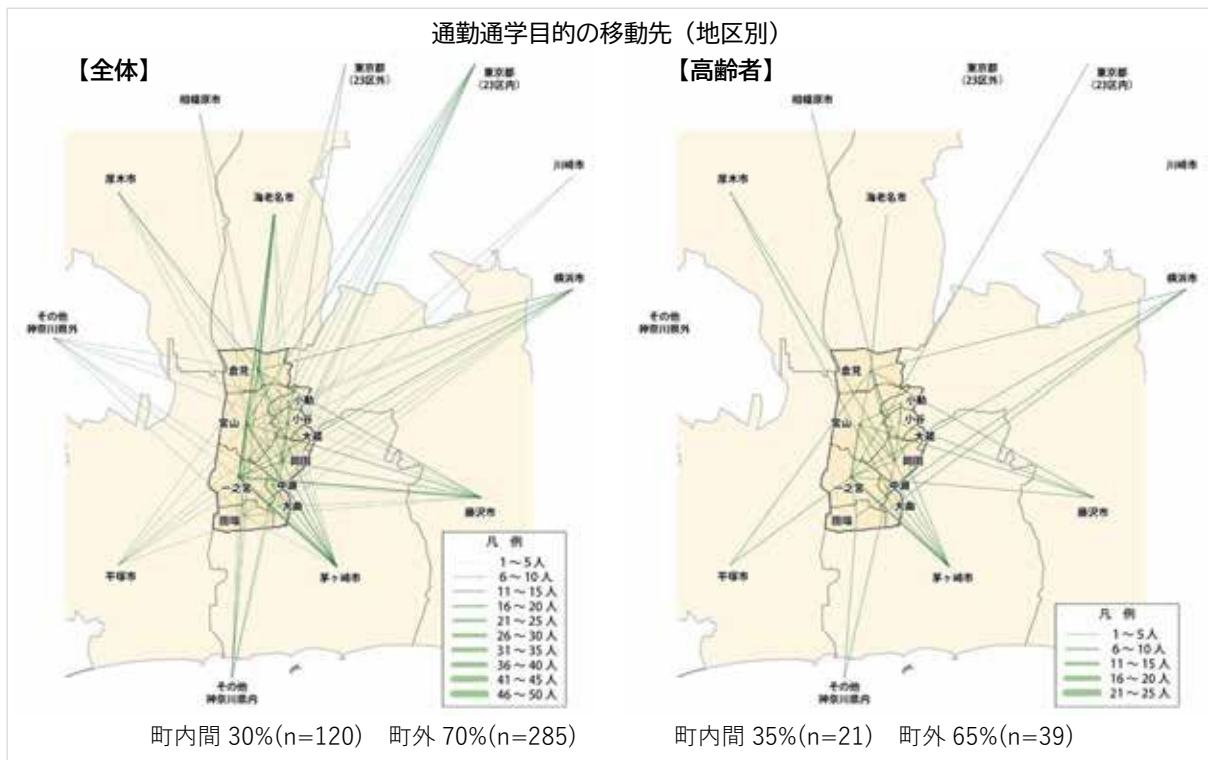 通勤通学目的の移動先（地区別）
【全体】
東京都
（23区外）
東京都
（23区内）
相模原市
川崎市
厚木市
海老名市
横浜市
その他
神奈川県外
倉見
小動
宮山
小谷
大蔵
岡田
一之宮
中瀬
大曲
田端
藤沢市
平塚市
茅ヶ崎市
その他
神奈川県内
凡 例
1～5人
6～10人
11～15人
16～20人
21～25人
26～30人
31～35人
36～40人
41～45人
46～50人
町内間 30%(n=120) 町外 70%(n=285)
【高齢者】
東京都
（23区外）
東京都
（23区内）
相模原市
川崎市
厚木市
海老名市
横浜市
その他
神奈川県外
倉見
小動
宮山
小谷
大蔵
岡田
一之宮
中瀬
大曲
田端
藤沢市
平塚市
茅ヶ崎市
その他
神奈川県内
凡 例
1～5人
6～10人
11～15人
16～20人
21～25人
町内間 35%(n=21) 町外 65%(n=39)